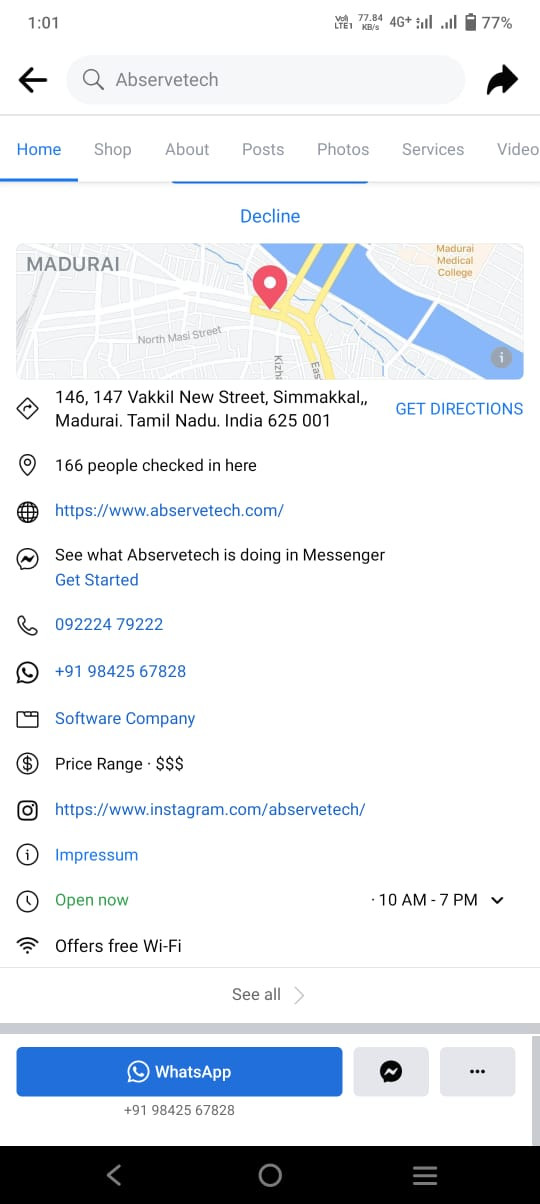 1:01
Vo)
LTE1
77.84
KB/s
4G+
77%
Abservetech
Home Shop About Posts Photos Services Video
Decline
MADURAI
Madurai
Medical
College
North Masi Street
Kizha
East
146, 147 Vakkil New Street, Simmakkal,,
Madurai. Tamil Nadu. India 625 001
GET DIRECTIONS
166 people checked in here
https://www.abservetech.com/
See what Abservetech is doing in Messenger
Get Started
092224 79222
+91 98425 67828
Software Company
Price Range · $$$
https://www.instagram.com/abservetech/
Impressum
Open now · 10 AM - 7 PM
Offers free Wi-Fi
See all
WhatsApp
+91 98425 67828